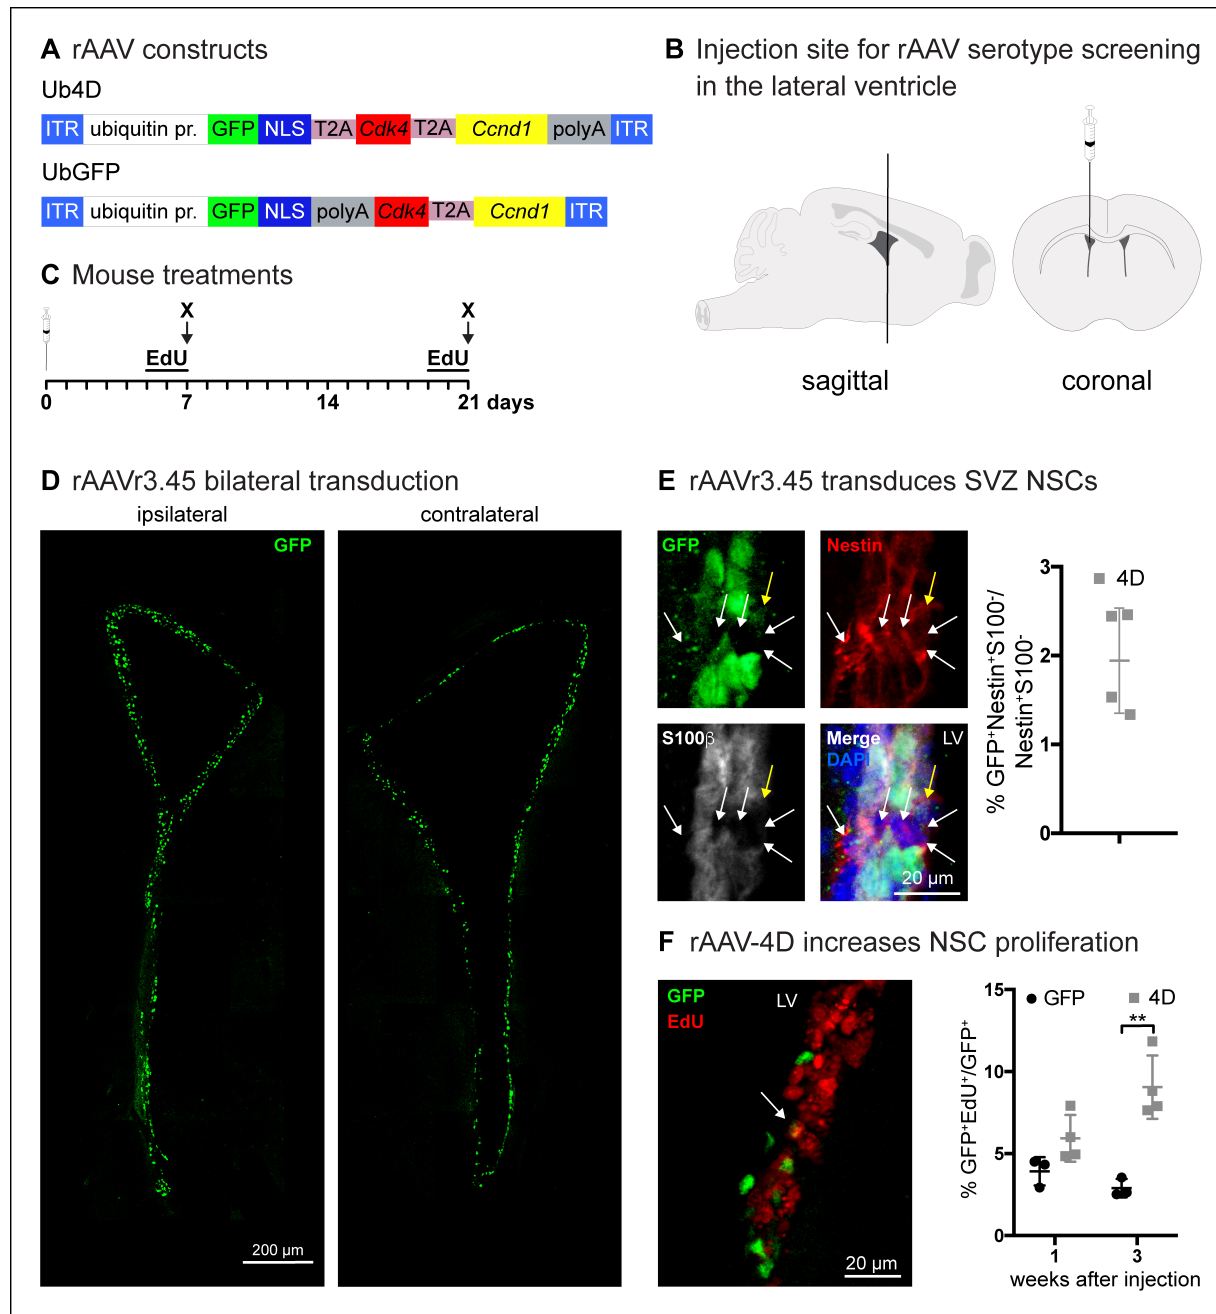 A rAAV constructs
Ub4D
ITR ubiquitin pr. GFP NLS T2A Cdk4 T2A Ccnd1 polyA ITR
UbGFP
ITR ubiquitin pr. GFP NLS polyA Cdk4 T2A Ccnd1 ITR
B Injection site for rAAV serotype screening
in the lateral ventricle
sagittal
coronal
C Mouse treatments
X X
EdU EdU
0 7 14 21 days
D rAAVr3.45 bilateral transduction
ipsilateral
contralateral
GFP
200 µm
E rAAVr3.45 transduces SVZ NSCs
GFP
Nestin
S100β
Merge
DAPI
LV
20 µm
% GFP⁺Nestin⁺S100⁻/
Nestin⁺S100⁻
3
2
1
0
4D
F rAAV-4D increases NSC proliferation
GFP
EdU
LV
20 µm
% GFP⁺EdU⁺/GFP⁺
15
10
5
0
GFP
4D
**
1 3
weeks after injection